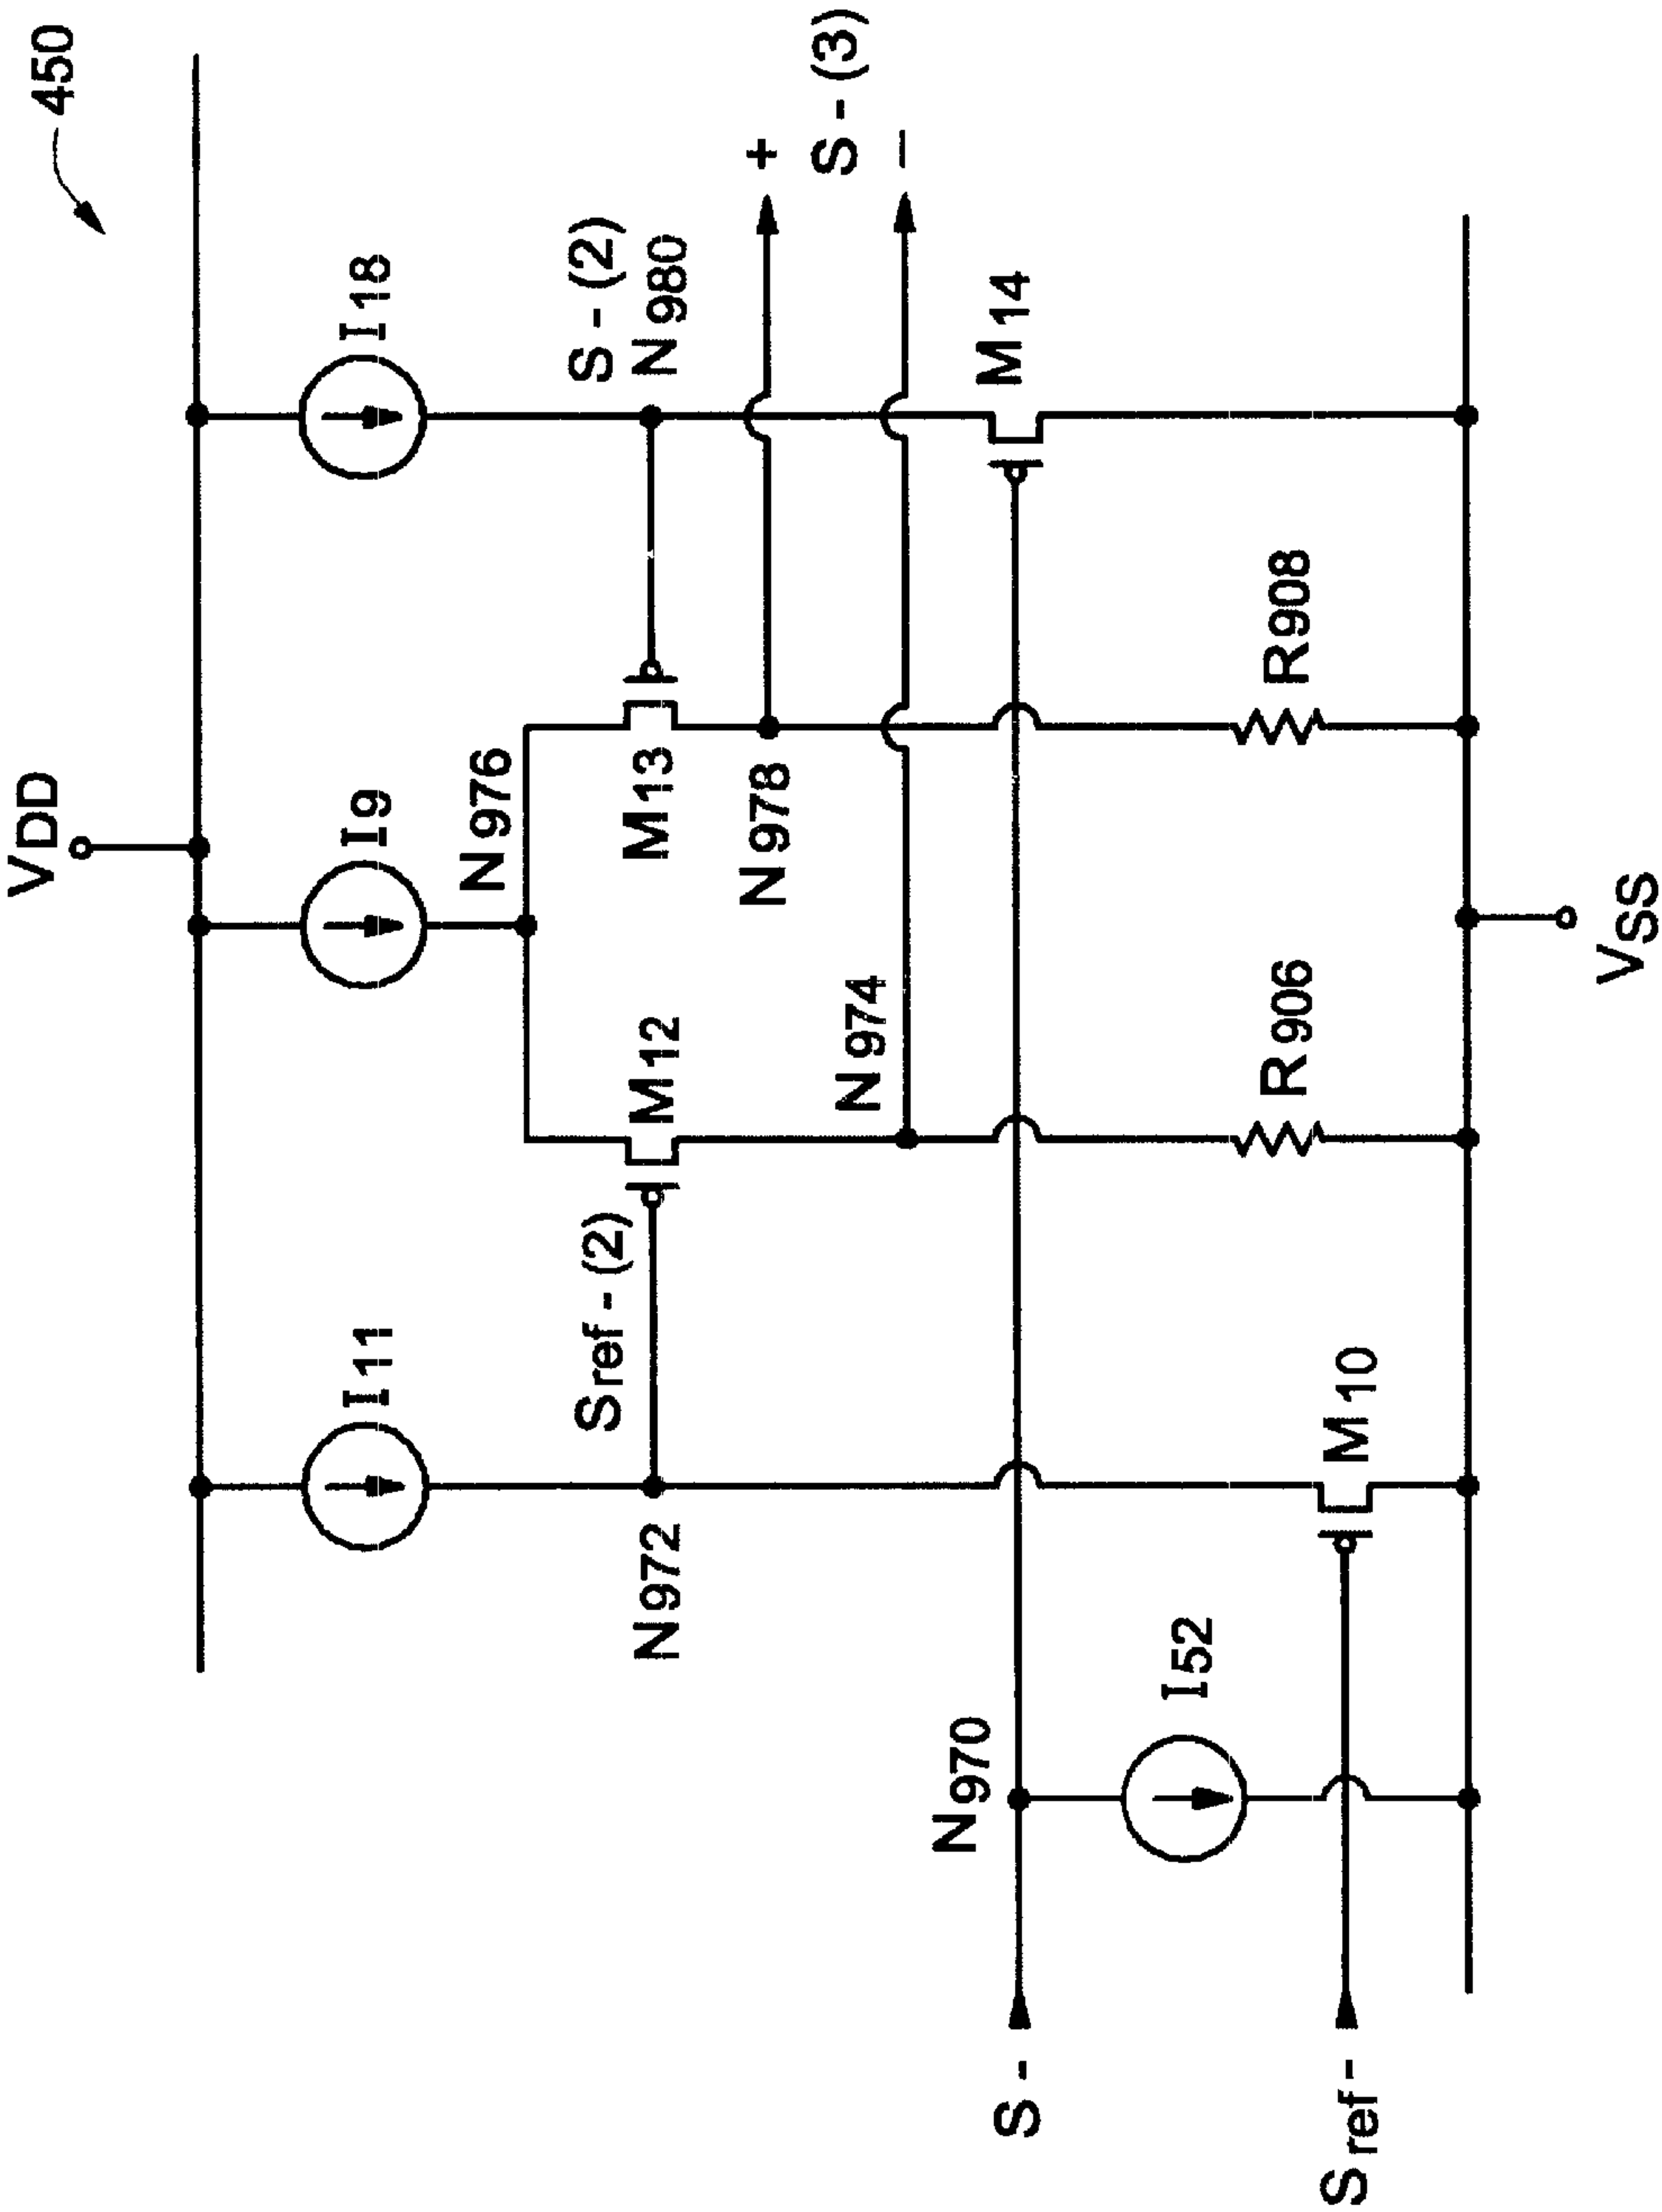 450
VDD
I11
I9
I18
N976
S-(2)
N980
Sref-(2)
M12
M13
N972
N978
+
S-(3)
−
N974
N970
M14
I52
R906
R908
M10
S-
Sref-
VSS